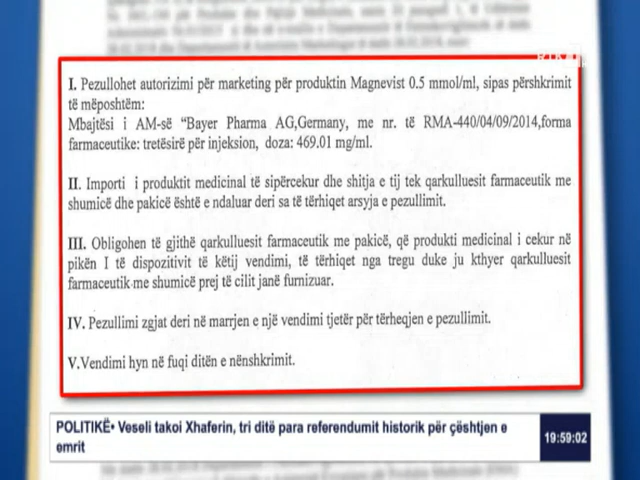 I. Pezullohet autorizimi për marketing për produktin Magnevist 0.5 mmol/ml, sipas përshkrimit
të mëposhtëm:
Mbajtësi i AM-së “Bayer Pharma AG,Germany, me nr. të RMA-440/04/09/2014,forma
farmaceutike: tretësirë për injeksion, doza: 469.01 mg/ml.
II. Importi i produktit medicinal të sipërcekur dhe shitja e tij tek qarkulluesit farmaceutik me
shumicë dhe pakicë është e ndaluar deri sa të tërhiqet arsyja e pezullimit.
III. Obligohen të gjithë qarkulluesit farmaceutik me pakicë, që produkti medicinal i cekur në
pikën I të dispozitivit të këtij vendimi, të tërhiqet nga tregu duke ju kthyer qarkulluesit
farmaceutik me shumicë prej të cilit janë furnizuar.
IV. Pezullimi zgjat deri në marrjen e një vendimi tjetër për tërheqjen e pezullimit.
V.Vendimi hyn në fuqi ditën e nënshkrimit.
POLITIKË• Veseli takoi Xhaferin, tri ditë para referendumit historik për çështjen e
emrit
19:59:02